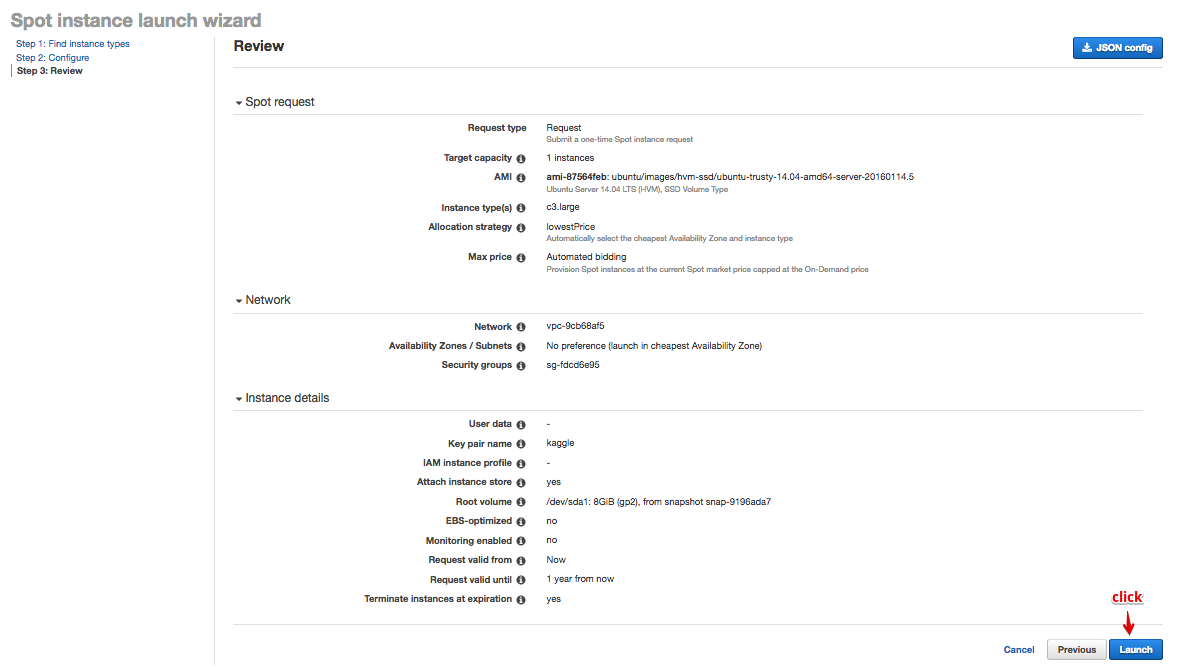 Spot instance launch wizard
Step 1: Find instance types
Step 2: Configure
Step 3: Review
Review
JSON config
Spot request
Request type Request
Submit a one-time Spot instance request
Target capacity 1 instances
AMI ami-87564feb: ubuntu/images/hvm-ssd/ubuntu-trusty-14.04-amd64-server-20160114.5
Ubuntu Server 14.04 LTS (HVM), SSD Volume Type
Instance type(s) c3.large
Allocation strategy lowestPrice
Automatically select the cheapest Availability Zone and instance type
Max price Automated bidding
Provision Spot instances at the current Spot market price capped at the On-Demand price
Network
Network vpc-9cb68af5
Availability Zones / Subnets No preference (launch in cheapest Availability Zone)
Security groups sg-fdcd6e95
Instance details
User data -
Key pair name kaggle
IAM instance profile -
Attach instance store yes
Root volume /dev/sda1: 8GiB (gp2), from snapshot snap-9196ada7
EBS-optimized no
Monitoring enabled no
Request valid from Now
Request valid until 1 year from now
Terminate instances at expiration yes
click
Cancel Previous Launch